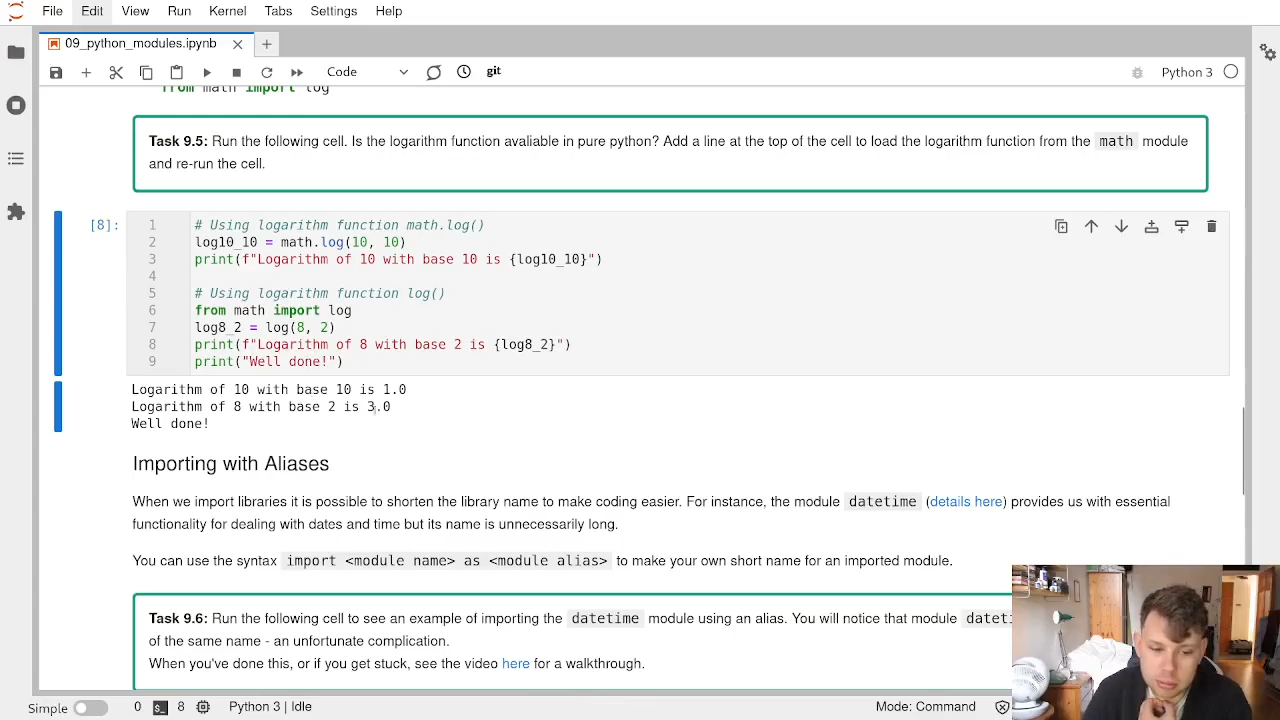 File Edit View Run Kernel Tabs Settings Help
09_python_modules.ipynb
Code git Python 3
from math import log
Task 9.5: Run the following cell. Is the logarithm function avaliable in pure python? Add a line at the top of the cell to load the logarithm function from the math module
and re-run the cell.
[8]:
1 # Using logarithm function math.log()
2 log10_10 = math.log(10, 10)
3 print(f"Logarithm of 10 with base 10 is {log10_10}")
4
5 # Using logarithm function log()
6 from math import log
7 log8_2 = log(8, 2)
8 print(f"Logarithm of 8 with base 2 is {log8_2}")
9 print("Well done!")
Logarithm of 10 with base 10 is 1.0
Logarithm of 8 with base 2 is 3.0
Well done!
Importing with Aliases
When we import libraries it is possible to shorten the library name to make coding easier. For instance, the module datetime (details here) provides us with essential
functionality for dealing with dates and time but its name is unnecessarily long.
You can use the syntax import <module name> as <module alias> to make your own short name for an imported module.
Task 9.6: Run the following cell to see an example of importing the datetime module using an alias. You will notice that module dateti
of the same name - an unfortunate complication.
When you've done this, or if you get stuck, see the video here for a walkthrough.
Simple 0 $_ 8 Python 3 | Idle Mode: Command